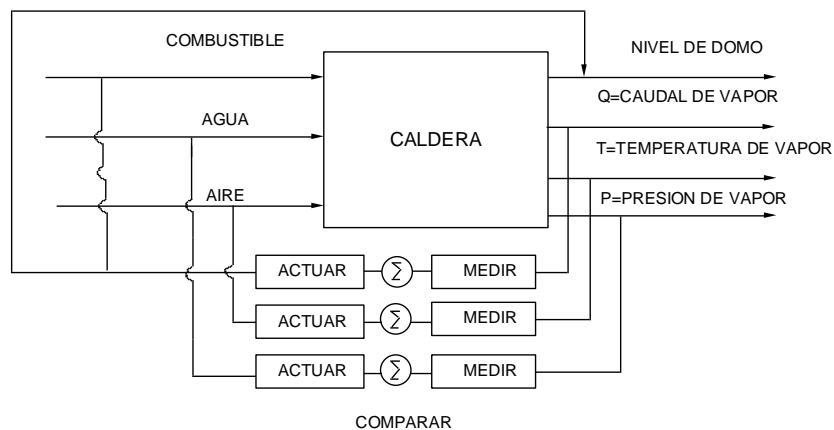 COMBUSTIBLE
NIVEL DE DOMO
Q=CAUDAL DE VAPOR
AGUA
CALDERA
T=TEMPERATURA DE VAPOR
AIRE
P=PRESION DE VAPOR
ACTUAR Σ MEDIR
ACTUAR Σ MEDIR
ACTUAR Σ MEDIR
COMPARAR